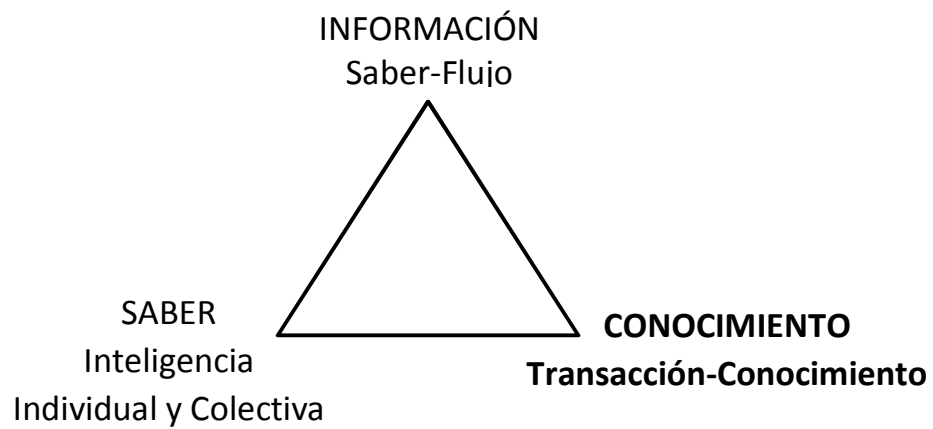 INFORMACIÓN
Saber-Flujo
SABER
Inteligencia
Individual y Colectiva
CONOCIMIENTO
Transacción-Conocimiento